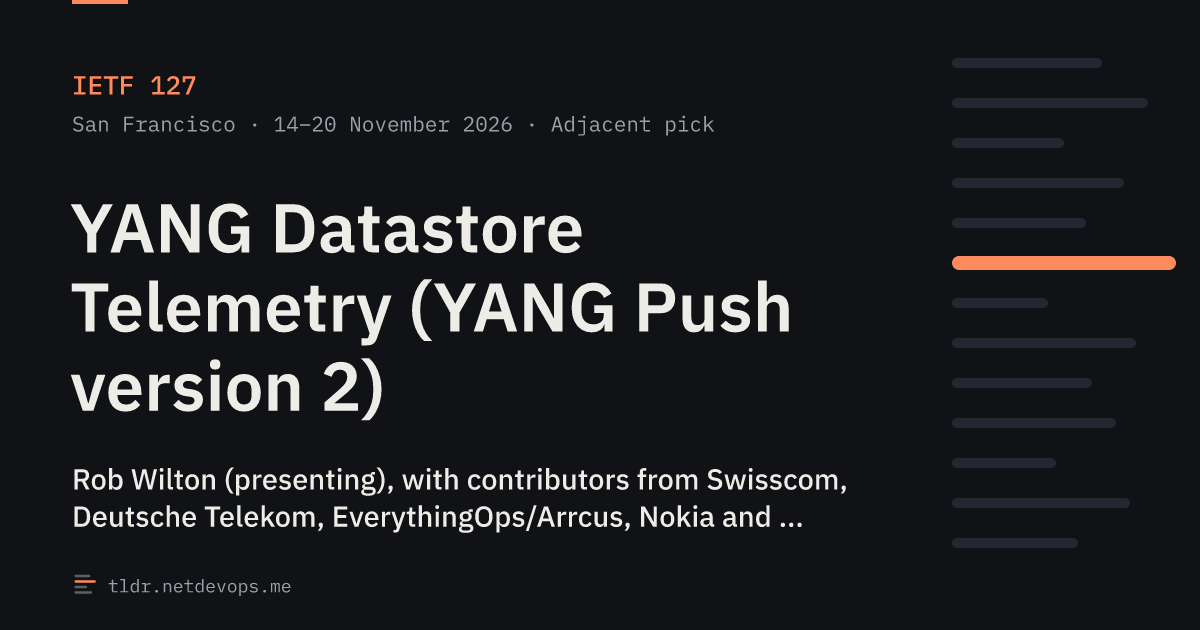 IETF 127
San Francisco · 14–20 November 2026 · Adjacent pick
YANG Datastore
Telemetry (YANG Push
version 2)
Rob Wilton (presenting), with contributors from Swisscom,
Deutsche Telekom, EverythingOps/Arrcus, Nokia and ...
tldr.netdevops.me